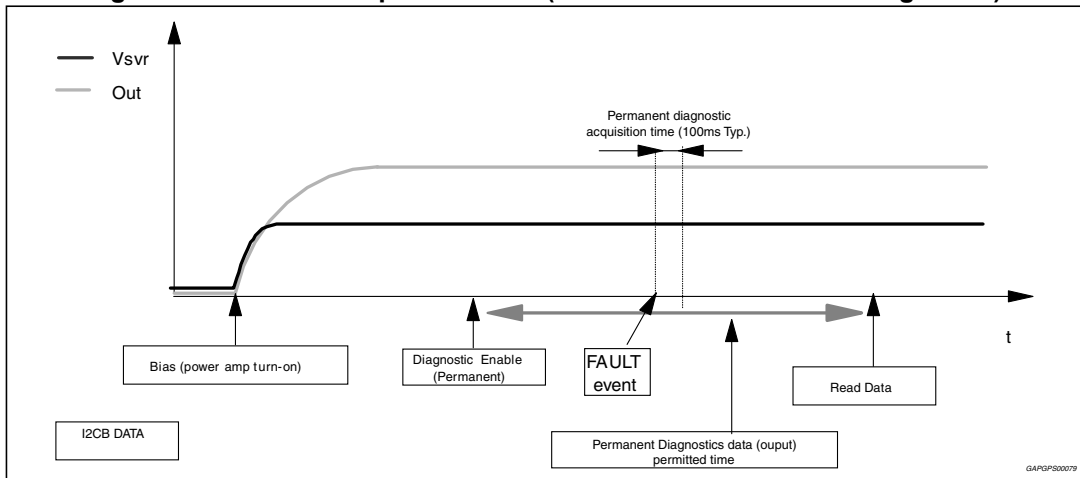 Vsvr
Out
Permanent diagnostic
acquisition time (100ms Typ.)
t
Bias (power amp turn-on)
Diagnostic Enable
(Permanent)
FAULT
event
Read Data
I2CB DATA
Permanent Diagnostics data (ouput)
permitted time
GAPGPS00079